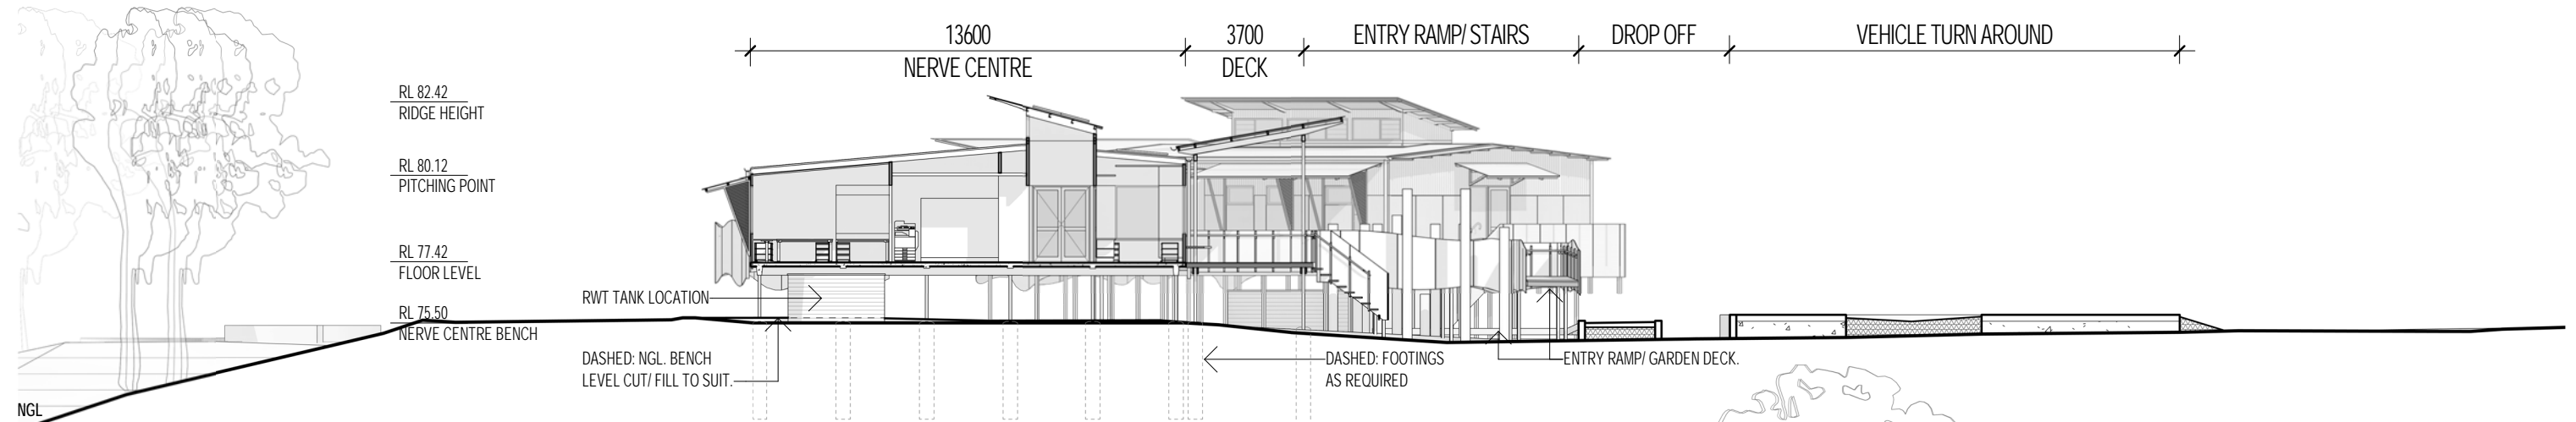 13600
NERVE CENTRE
3700
DECK
ENTRY RAMP/ STAIRS
DROP OFF
VEHICLE TURN AROUND
RL 82.42
RIDGE HEIGHT
RL 80.12
PITCHING POINT
RL 77.42
FLOOR LEVEL
RL 75.50
NERVE CENTRE BENCH
RWT TANK LOCATION
DASHED: NGL. BENCH
LEVEL CUT/ FILL TO SUIT.
DASHED: FOOTINGS
AS REQUIRED
ENTRY RAMP/ GARDEN DECK.
NGL